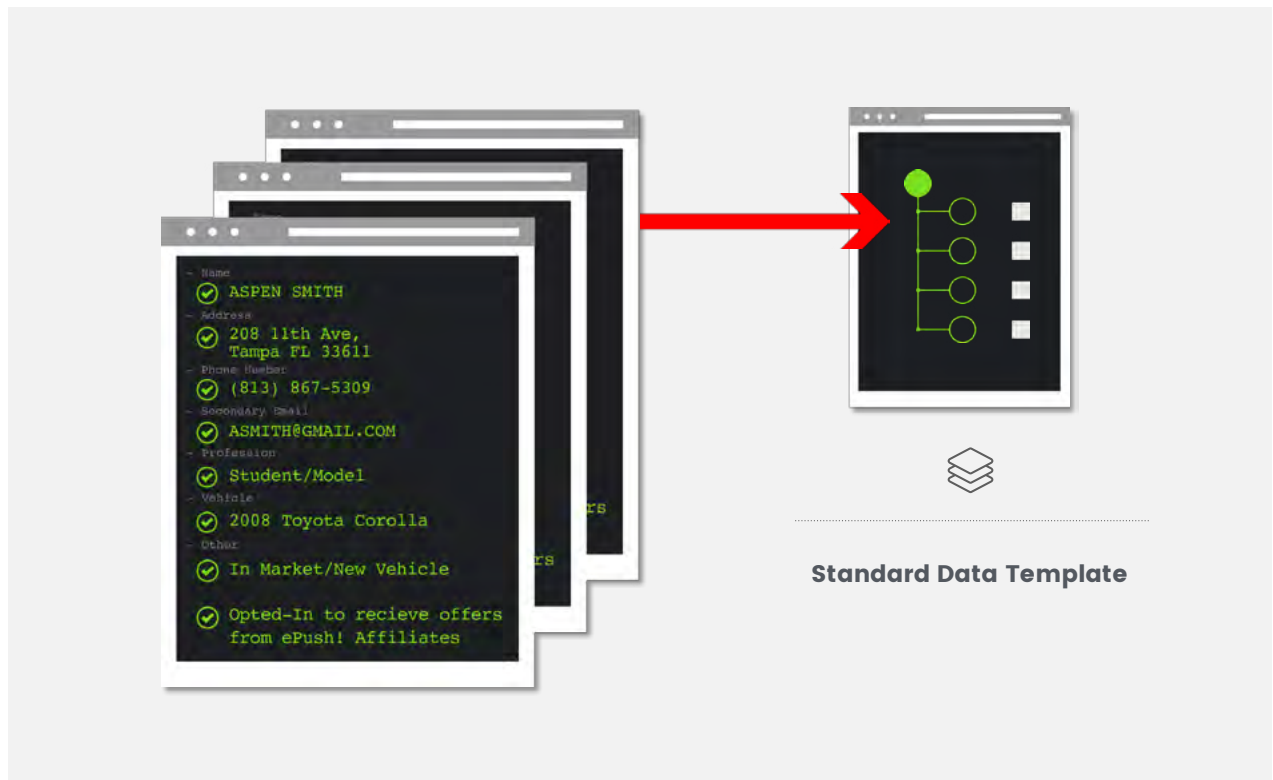 - Name
ASPEN SMITH
- Address
208 11th Ave,
Tampa FL 33611
- Phone Number
(813) 867-5309
- Secondary Email
ASMITH@GMAIL.COM
- Profession
Student/Model
- Vehicle
2008 Toyota Corolla
- Other
In Market/New Vehicle
Opted-In to recieve offers
from ePush! Affiliates
rs
rs
Standard Data Template